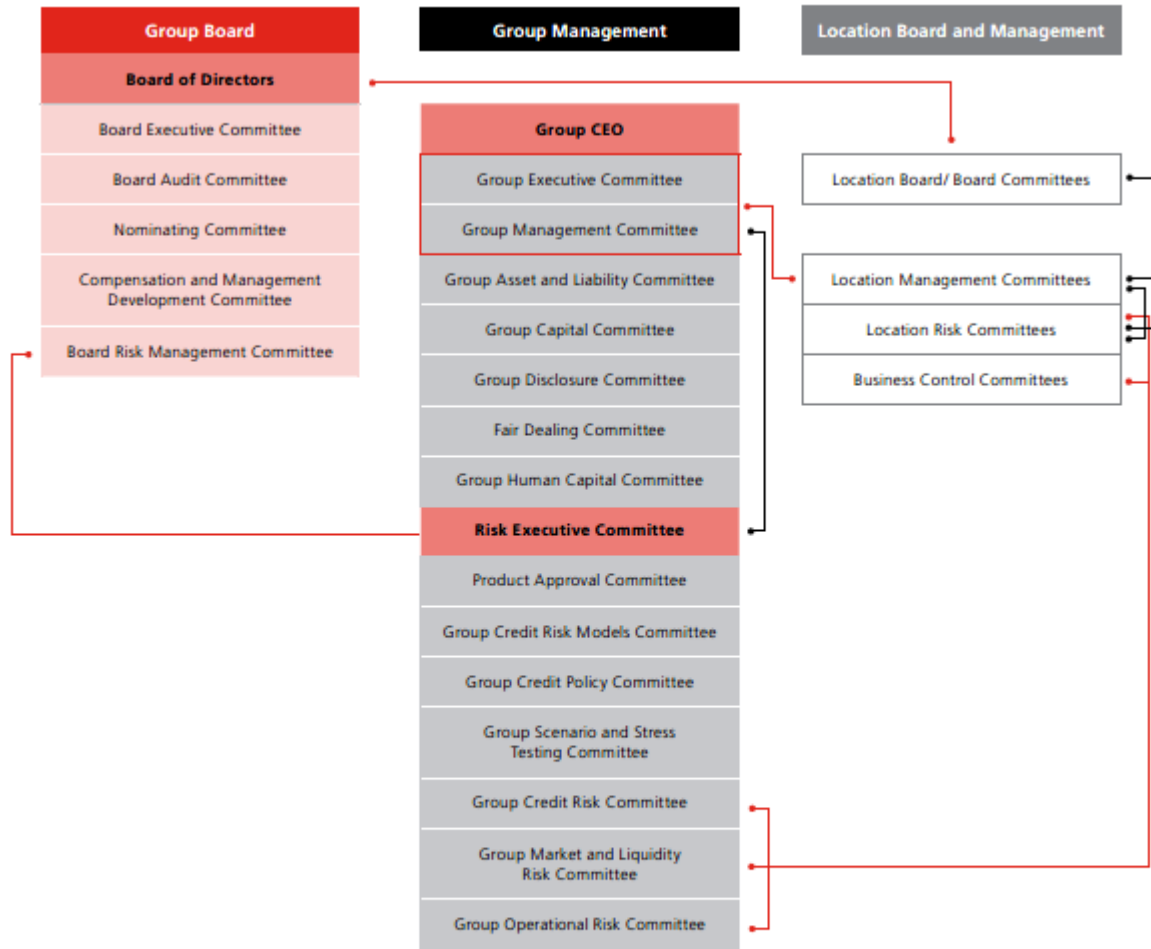 Group Board
Board of Directors
Board Executive Committee
Board Audit Committee
Nominating Committee
Compensation and Management
Development Committee
Board Risk Management Committee
Group Management
Group CEO
Group Executive Committee
Group Management Committee
Group Asset and Liability Committee
Group Capital Committee
Group Disclosure Committee
Fair Dealing Committee
Group Human Capital Committee
Risk Executive Committee
Product Approval Committee
Group Credit Risk Models Committee
Group Credit Policy Committee
Group Scenario and Stress
Testing Committee
Group Credit Risk Committee
Group Market and Liquidity
Risk Committee
Group Operational Risk Committee
Location Board and Management
Location Board/ Board Committees
Location Management Committees
Location Risk Committees
Business Control Committees